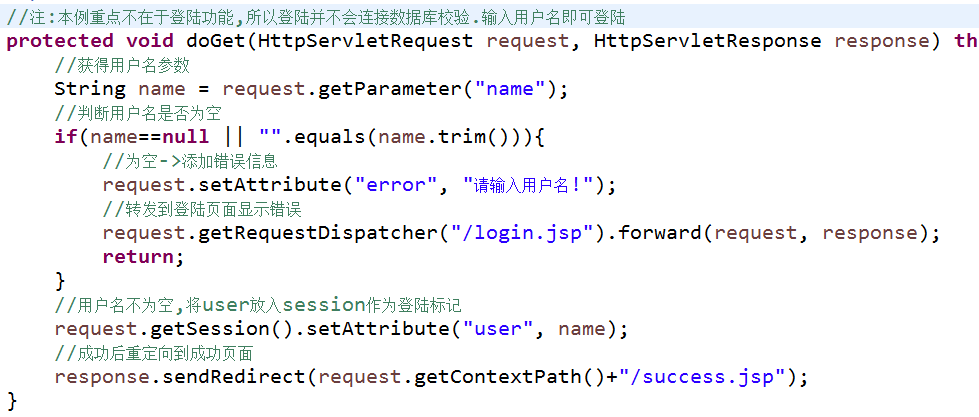 //注:本例重点不在于登陆功能,所以登陆并不会连接数据库校验.输入用户名即可登陆
protected void doGet(HttpServletRequest request, HttpServletResponse response) th
//获得用户名参数
String name = request.getParameter("name");
//判断用户名是否为空
if(name==null || "".equals(name.trim())){
//为空->添加错误信息
request.setAttribute("error", "请输入用户名!");
//转发到登陆页面显示错误
request.getRequestDispatcher("/login.jsp").forward(request, response);
return;
}
//用户名不为空,将user放入session作为登陆标记
request.getSession().setAttribute("user", name);
//成功后重定向到成功页面
response.sendRedirect(request.getContextPath()+"/success.jsp");
}